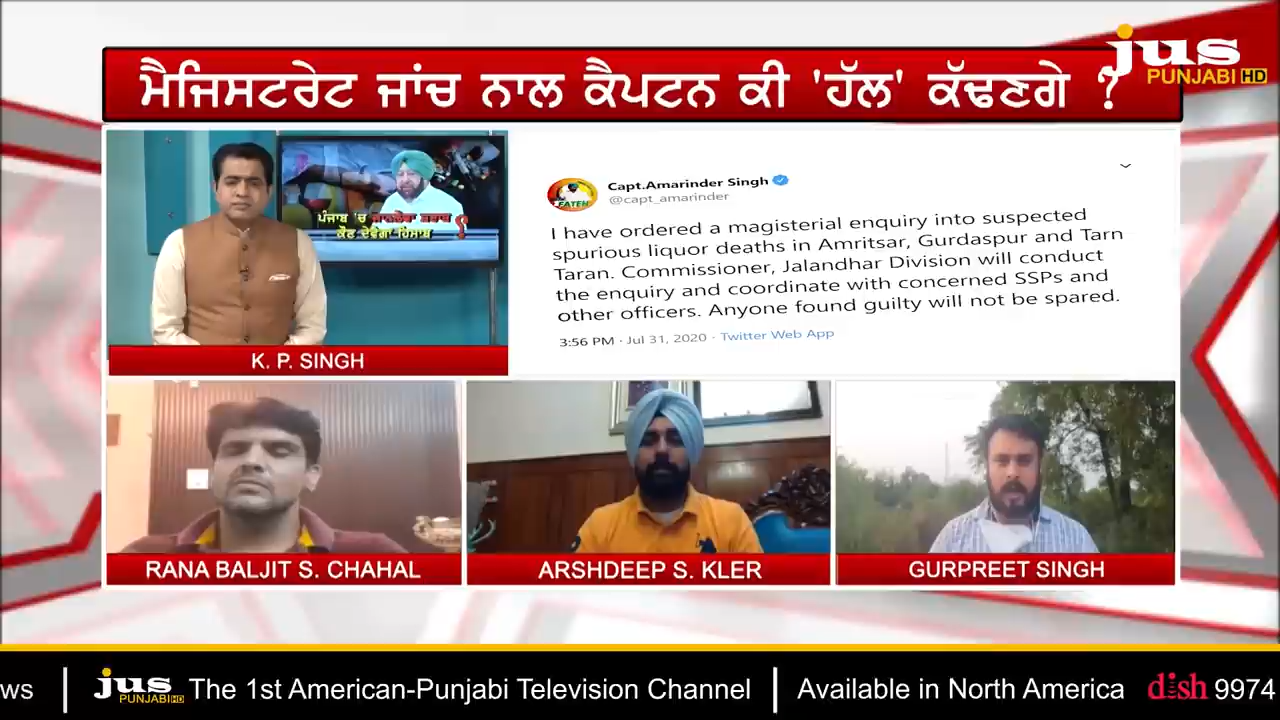 ਮੈਜਿਸਟਰੇਟ ਜਾਂਚ ਨਾਲ ਕੈਪਟਨ ਕੀ 'ਹੱਲ' ਕੱਢਣਗੇ ?
jus
PUNJABI HD
ਪੰਜਾਬ 'ਚ ਜਾਨਲੇਵਾ ਸ਼ਰਾਬ
ਕੌਣ ਦੇਵੇਗਾ ਹਿਸਾਬ ?
K. P. SINGH
FATEH
Capt.Amarinder Singh
@capt_amarinder
I have ordered a magisterial enquiry into suspected
spurious liquor deaths in Amritsar, Gurdaspur and Tarn
Taran. Commissioner, Jalandhar Division will conduct
the enquiry and coordinate with concerned SSPs and
other officers. Anyone found guilty will not be spared.
3:56 PM · Jul 31, 2020 · Twitter Web App
RANA BALJIT S. CHAHAL
ARSHDEEP S. KLER
GURPREET SINGH
ws | jus PUNJABI HD The 1st American-Punjabi Television Channel | Available in North America dish 9974